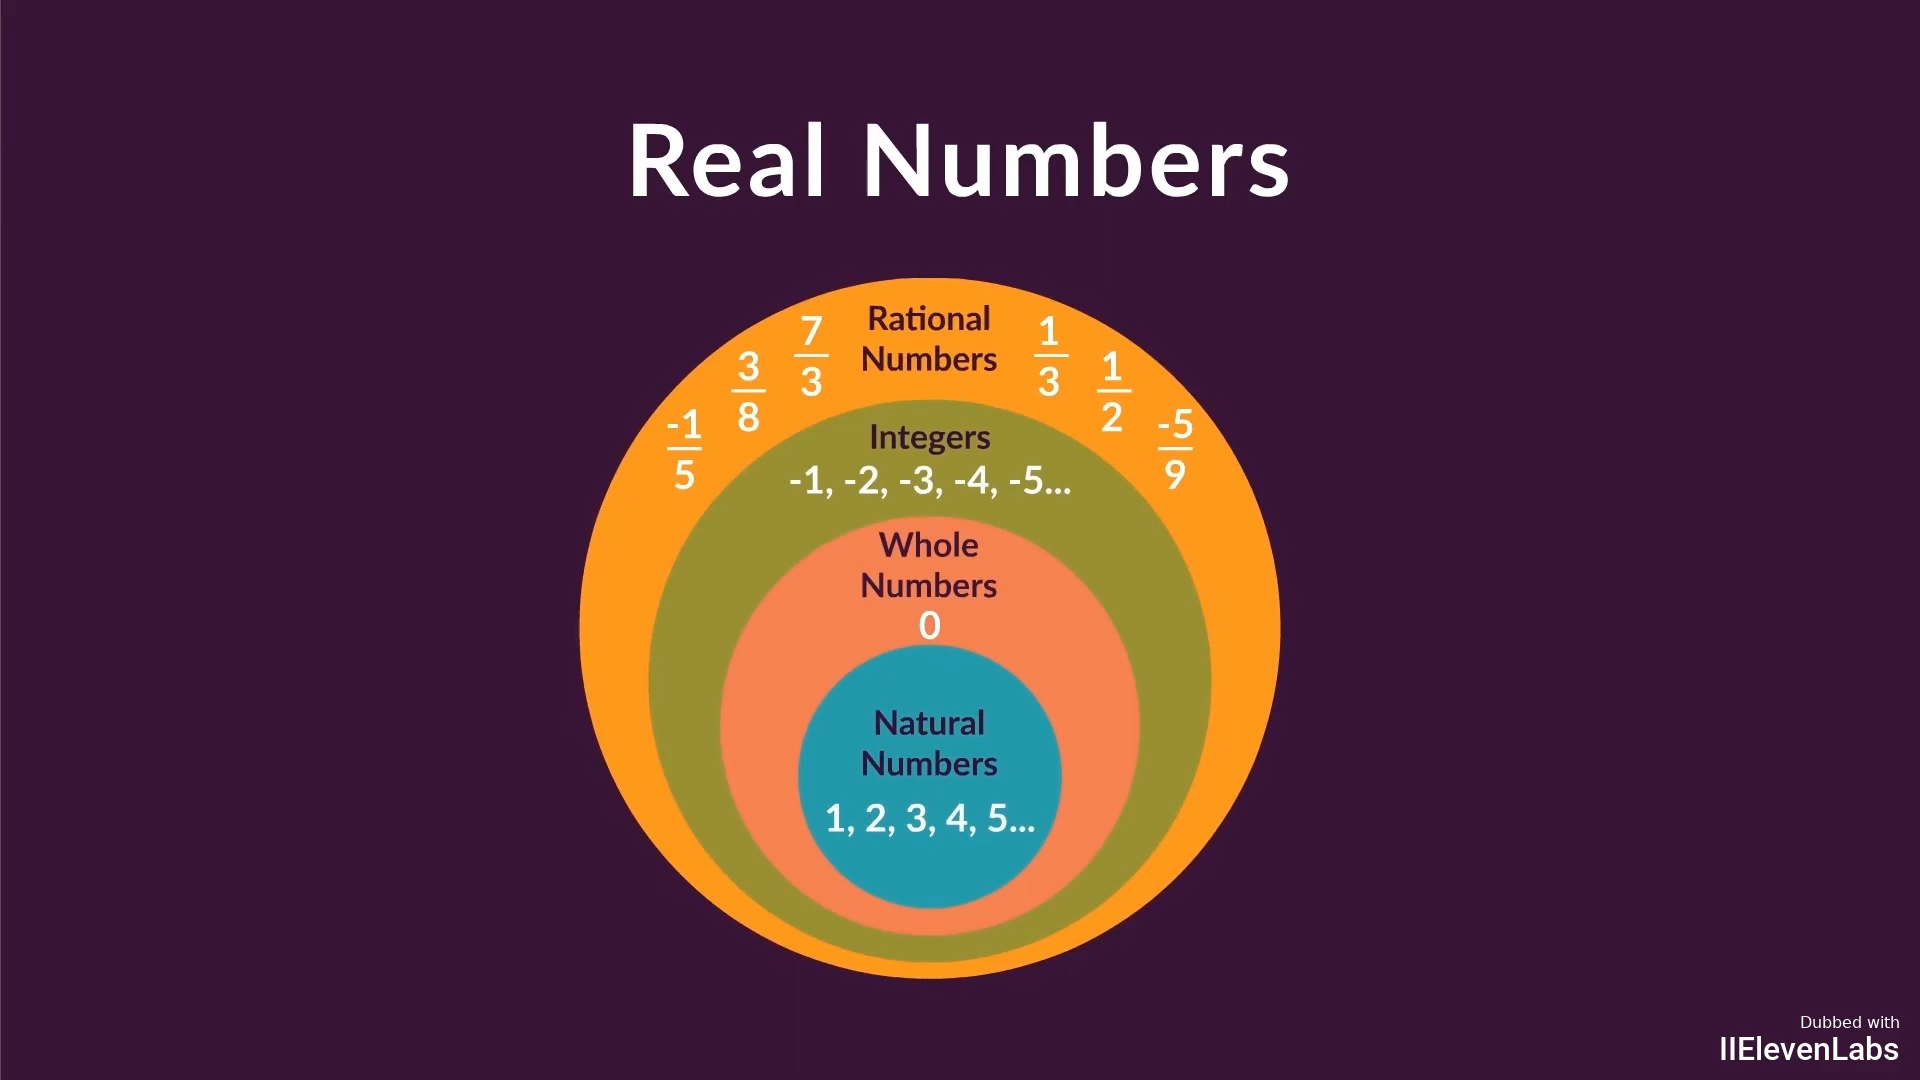 Real Numbers
Rational
Numbers
7/3
1/3
3/8
1/2
-1/5
-5/9
Integers
-1, -2, -3, -4, -5...
Whole
Numbers
0
Natural
Numbers
1, 2, 3, 4, 5...
Dubbed with
IIElevenLabs